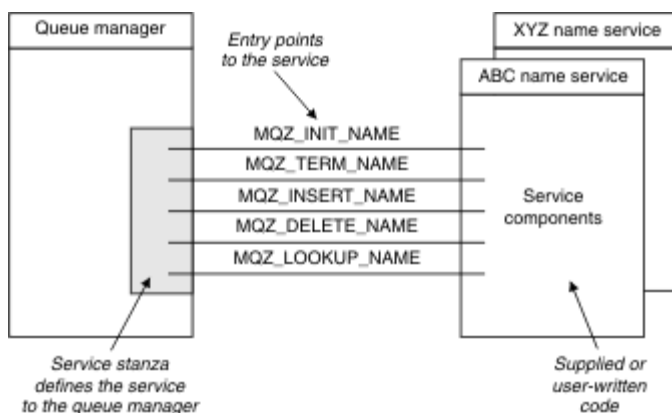 Queue manager
Entry points
to the service
XYZ name service
ABC name service
MQZ_INIT_NAME
MQZ_TERM_NAME
MQZ_INSERT_NAME
MQZ_DELETE_NAME
MQZ_LOOKUP_NAME
Service
components
Service stanza
defines the service
to the queue manager
Supplied or
user-written
code